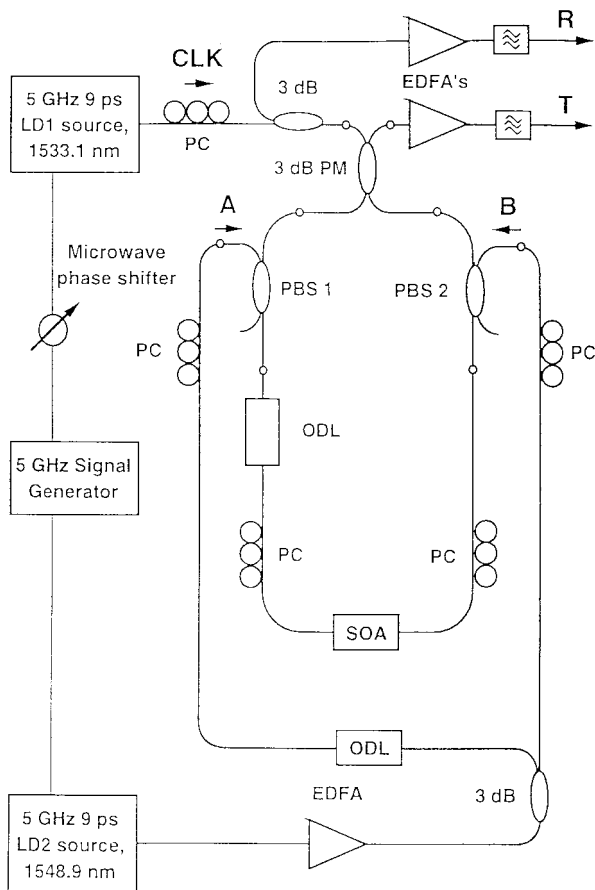 R
CLK
EDFA's
3 dB
5 GHz 9 ps
LD1 source,
1533.1 nm
T
PC
3 dB PM
A
B
Microwave
phase shifter
PBS 1
PBS 2
PC
PC
ODL
5 GHz Signal
Generator
PC
PC
SOA
ODL
EDFA
3 dB
5 GHz 9 ps
LD2 source,
1548.9 nm